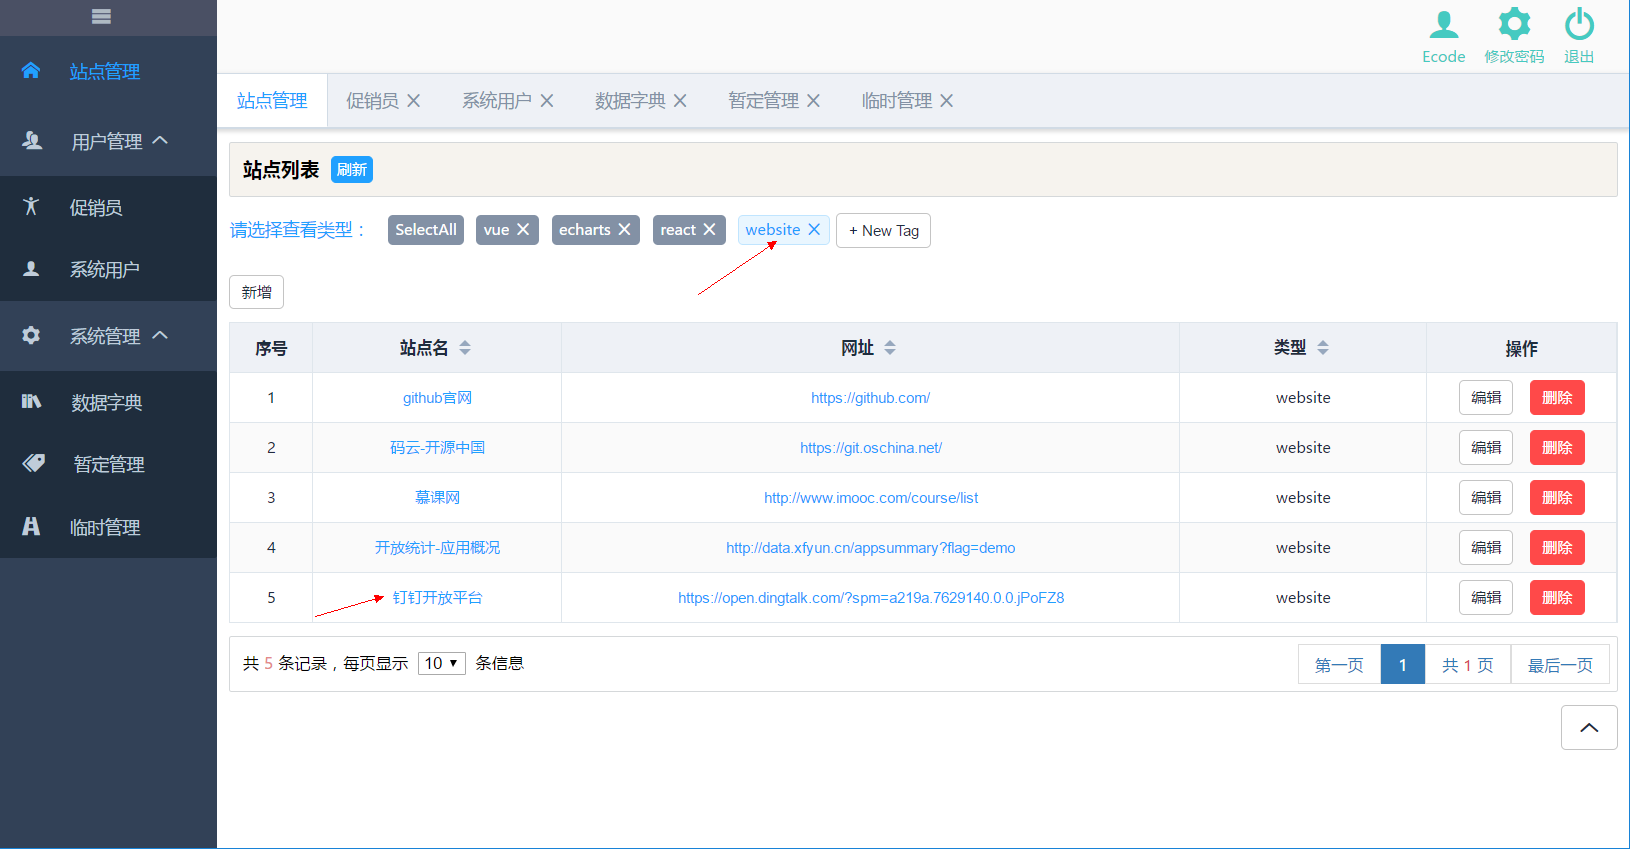 Ecode 修改密码 退出
站点管理
用户管理
促销员
系统用户
系统管理
数据字典
暂定管理
临时管理
站点管理 促销员 系统用户 数据字典 暂定管理 临时管理
站点列表 刷新
请选择查看类型： SelectAll vue echarts react website + New Tag
新增
序号 站点名 网址 类型 操作
1 github官网 https://github.com/ website 编辑 删除
2 码云-开源中国 https://git.oschina.net/ website 编辑 删除
3 慕课网 http://www.imooc.com/course/list website 编辑 删除
4 开放统计-应用概况 http://data.xfyun.cn/appsummary?flag=demo website 编辑 删除
5 钉钉开放平台 https://open.dingtalk.com/?spm=a219a.7629140.0.0.jPoFZ8 website 编辑 删除
共 5 条记录，每页显示 10 条信息 第一页 1 共 1 页 最后一页